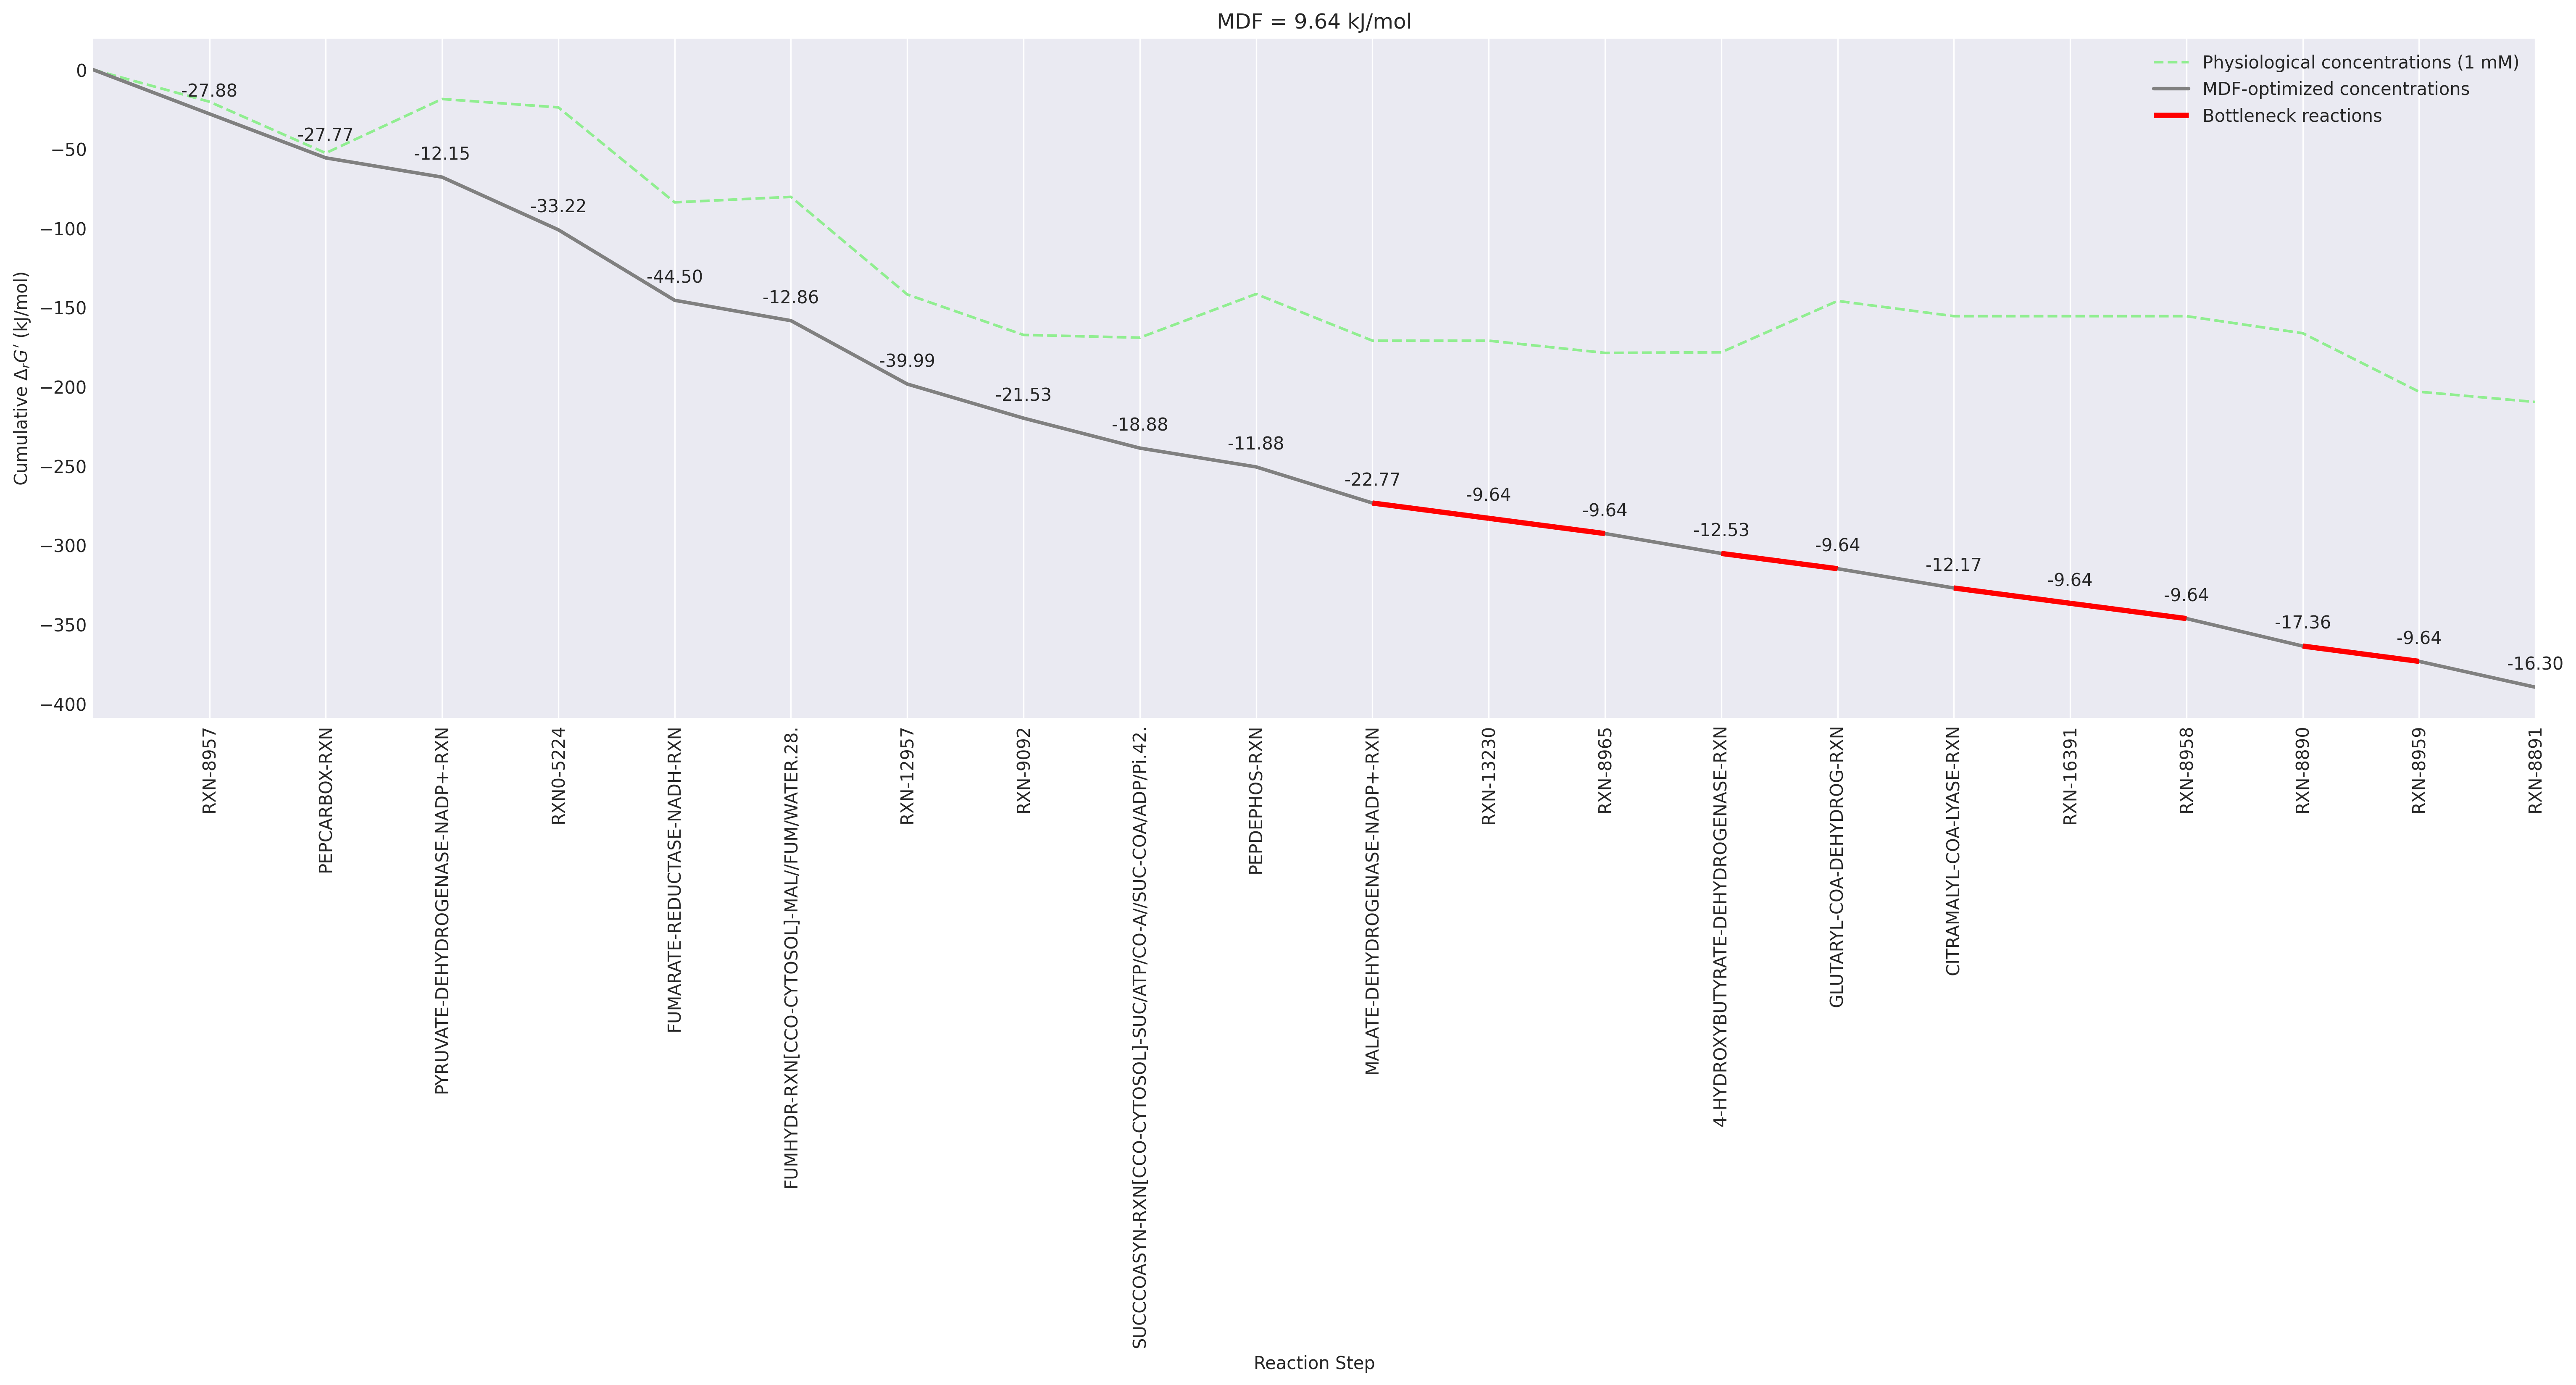 MDF = 9.64 kJ/mol
Physiological concentrations (1 mM)
MDF-optimized concentrations
Bottleneck reactions
Cumulative ΔrG′ (kJ/mol)
0
−50
−100
−150
−200
−250
−300
−350
−400
-27.88
-27.77
-12.15
-33.22
-44.50
-12.86
-39.99
-21.53
-18.88
-11.88
-22.77
-9.64
-9.64
-12.53
-9.64
-12.17
-9.64
-9.64
-17.36
-9.64
-16.30
RXN-8957
PEPCARBOX-RXN
PYRUVATE-DEHYDROGENASE-NADP+-RXN
RXN0-5224
FUMARATE-REDUCTASE-NADH-RXN
FUMHYDR-RXN[CCO-CYTOSOL]-MAL//FUM/WATER.28.
RXN-12957
RXN-9092
SUCCCOASYN-RXN[CCO-CYTOSOL]-SUC/ATP/CO-A//SUC-COA/ADP/Pi.42.
PEPDEPHOS-RXN
MALATE-DEHYDROGENASE-NADP+-RXN
RXN-13230
RXN-8965
4-HYDROXYBUTYRATE-DEHYDROGENASE-RXN
GLUTARYL-COA-DEHYDROG-RXN
CITRAMALYL-COA-LYASE-RXN
RXN-16391
RXN-8958
RXN-8890
RXN-8959
RXN-8891
Reaction Step